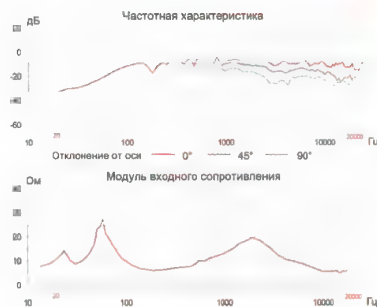 Частотная характеристика
дБ
0
-20
-60
10 20 100 1000 10000 20000 Гц
Отклонение от оси 0° 45° 90°
Модуль входного сопротивления
Ом
30
20
10
0
10 20 100 1000 10000 20000 Гц